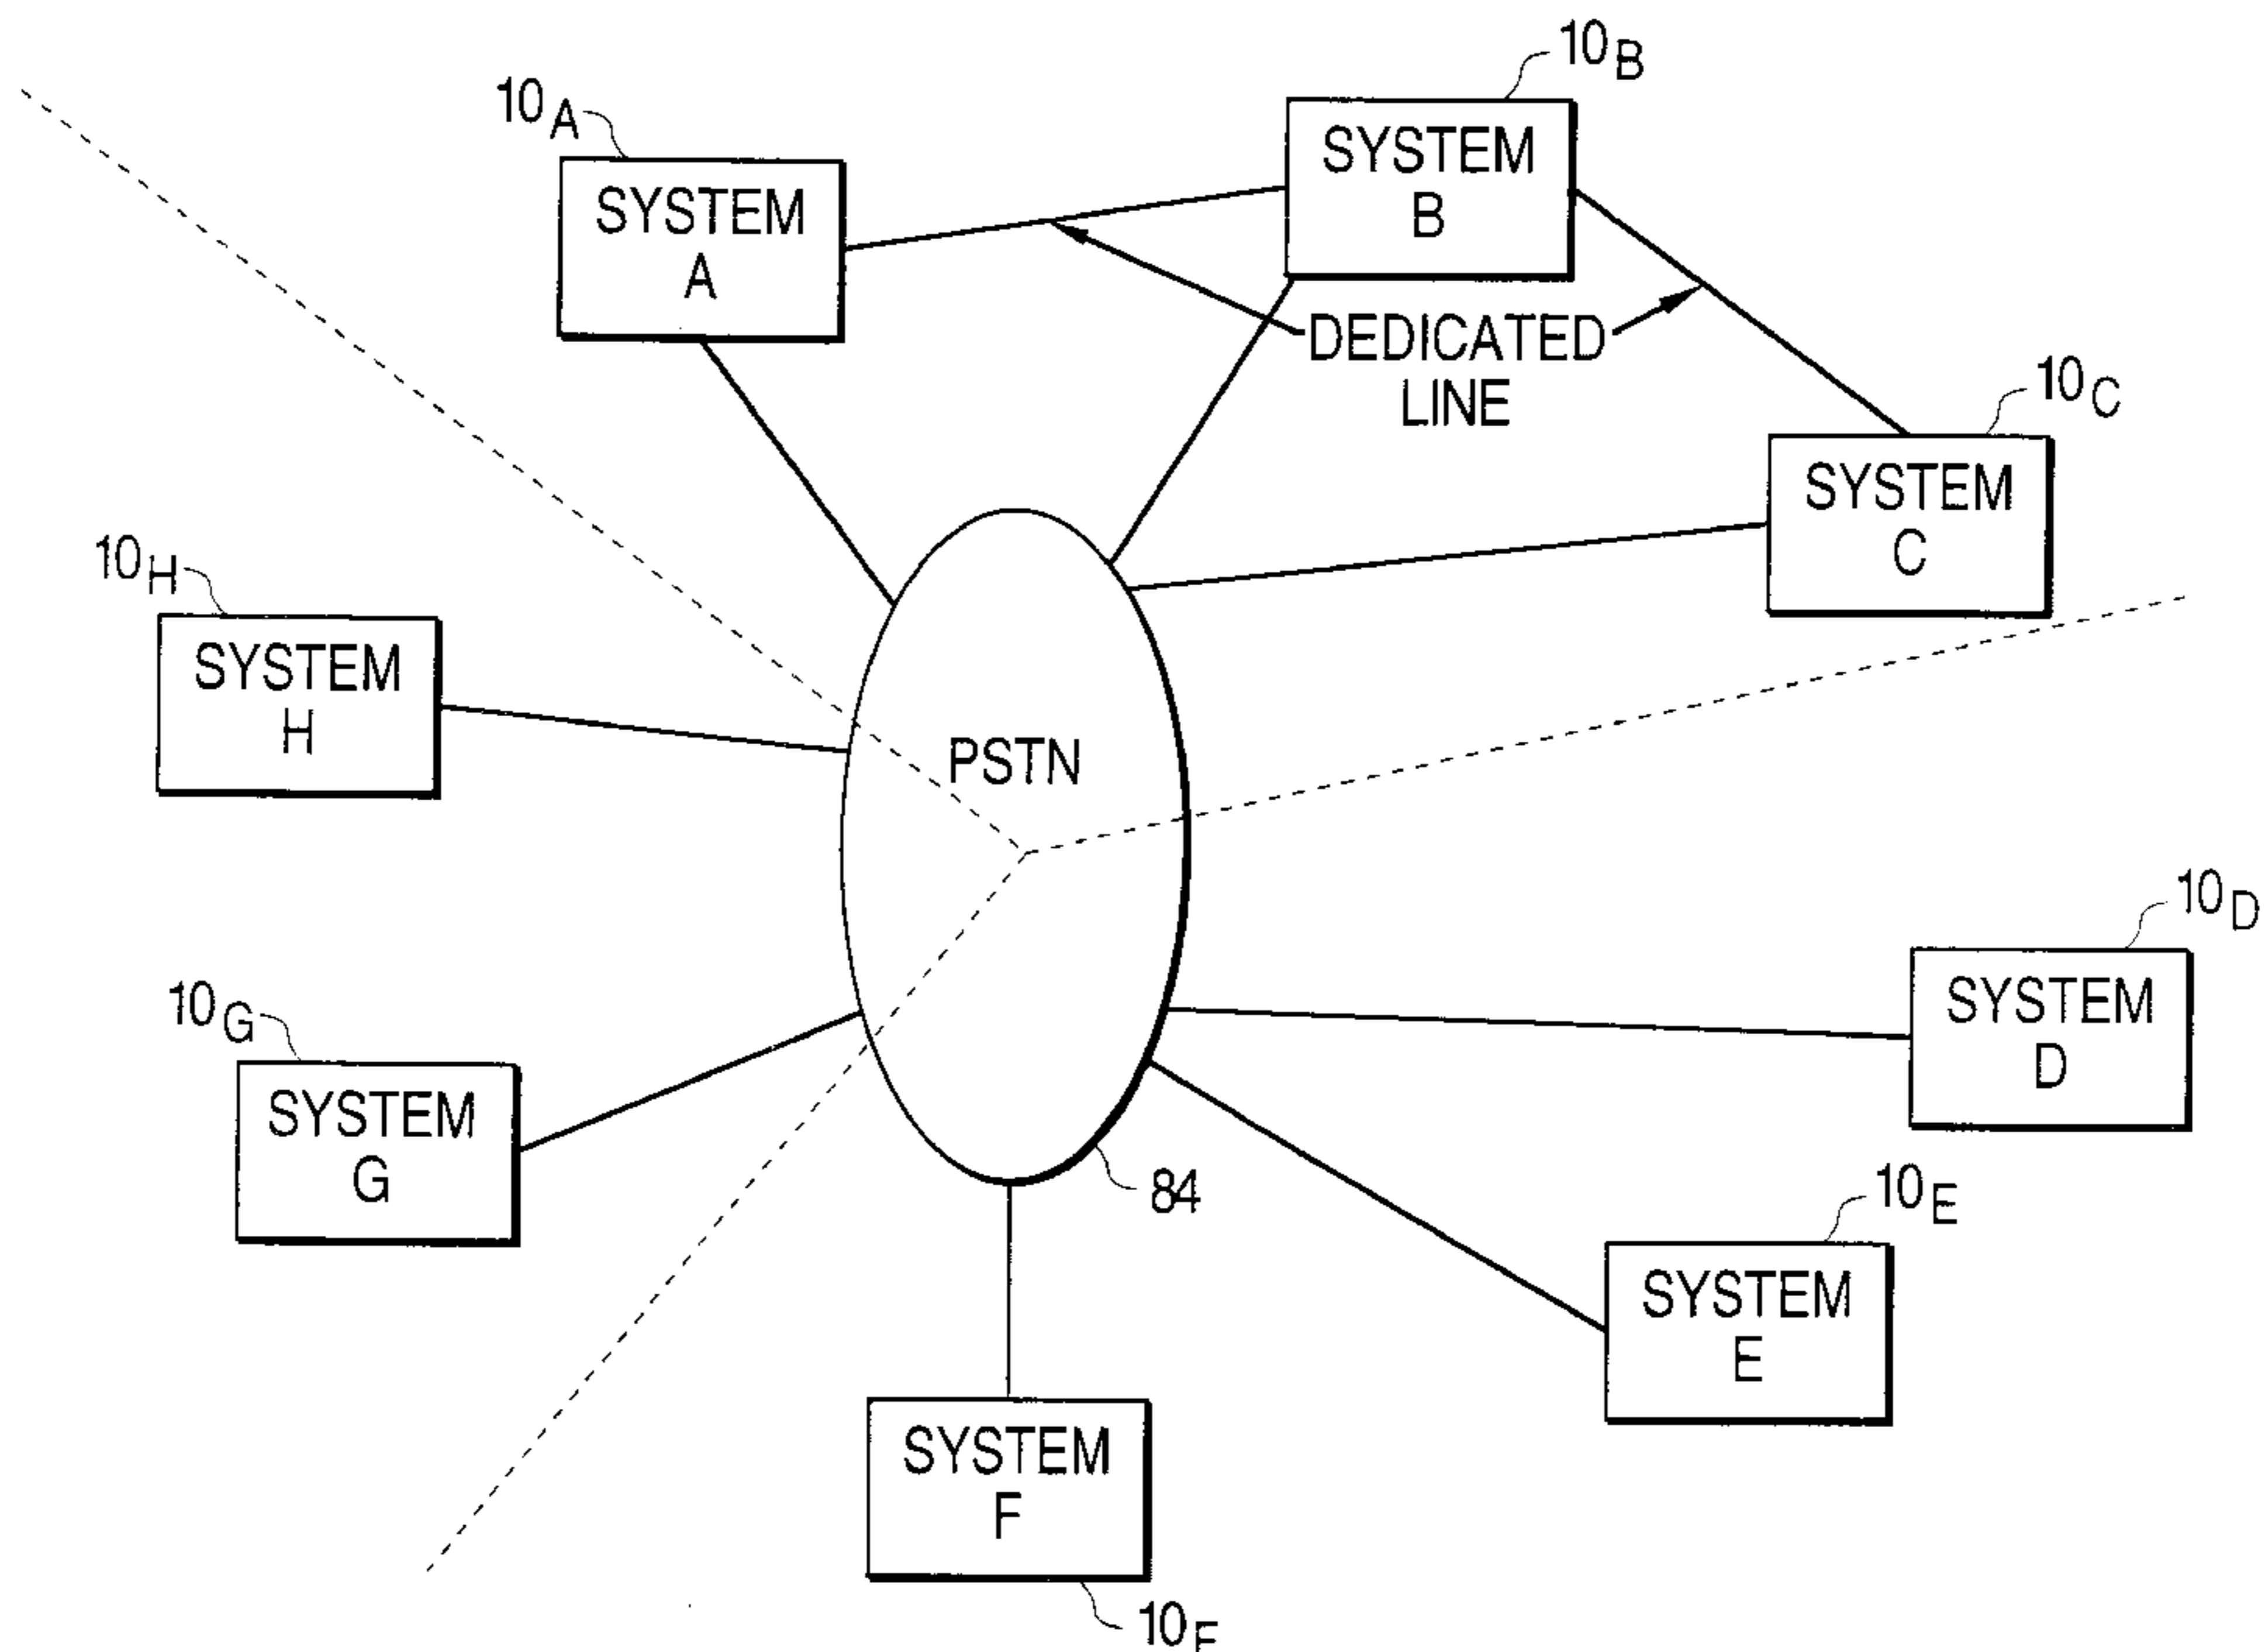 10B
10A
SYSTEM
B
SYSTEM
A
DEDICATED
LINE
10C
SYSTEM
C
10H
SYSTEM
H
PSTN
10D
SYSTEM
D
10G
SYSTEM
G
84
10E
SYSTEM
E
SYSTEM
F
10F